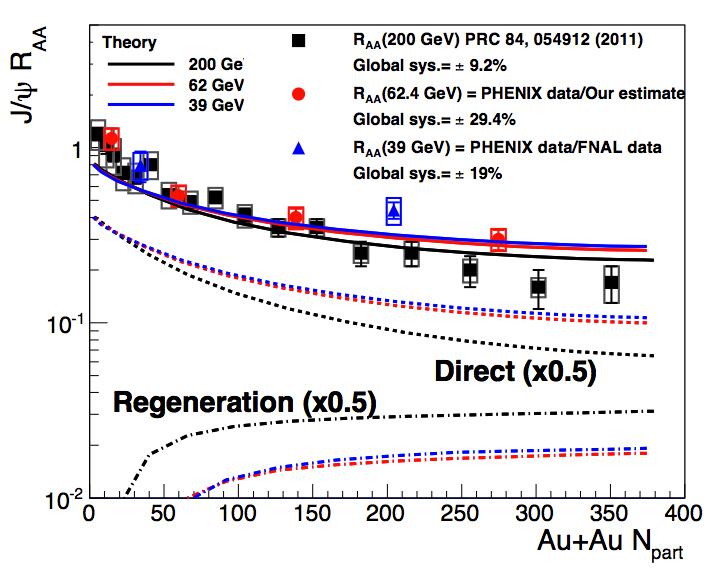 J/ψ R_AA
Theory
200 Ge
62 GeV
39 GeV
R_AA(200 GeV) PRC 84, 054912 (2011)
Global sys.= ± 9.2%
R_AA(62.4 GeV) = PHENIX data/Our estimate
Global sys.= ± 29.4%
R_AA(39 GeV) = PHENIX data/FNAL data
Global sys.= ± 19%
1
10^-1
10^-2
Direct (x0.5)
Regeneration (x0.5)
0 50 100 150 200 250 300 350 400
Au+Au N_part